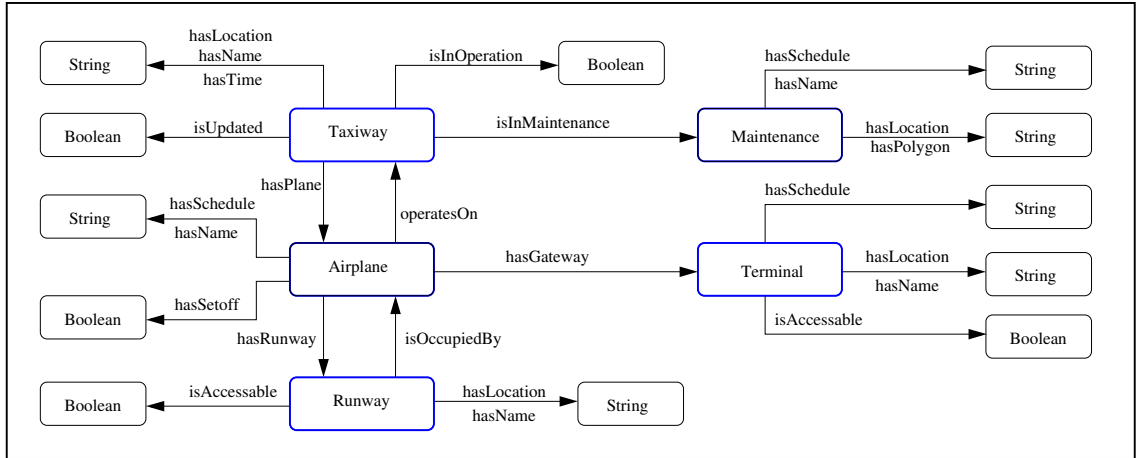 hasLocation
hasName
hasTime
String
isInOperation
Boolean
hasSchedule
hasName
String
Boolean
isUpdated
Taxiway
isInMaintenance
Maintenance
hasLocation
hasPolygon
String
hasPlane
operatesOn
String
hasSchedule
hasName
hasSchedule
String
Airplane
hasGateway
Terminal
hasLocation
hasName
String
Boolean
hasSetoff
isAccessable
Boolean
hasRunway
isOccupiedBy
Boolean
isAccessable
Runway
hasLocation
hasName
String